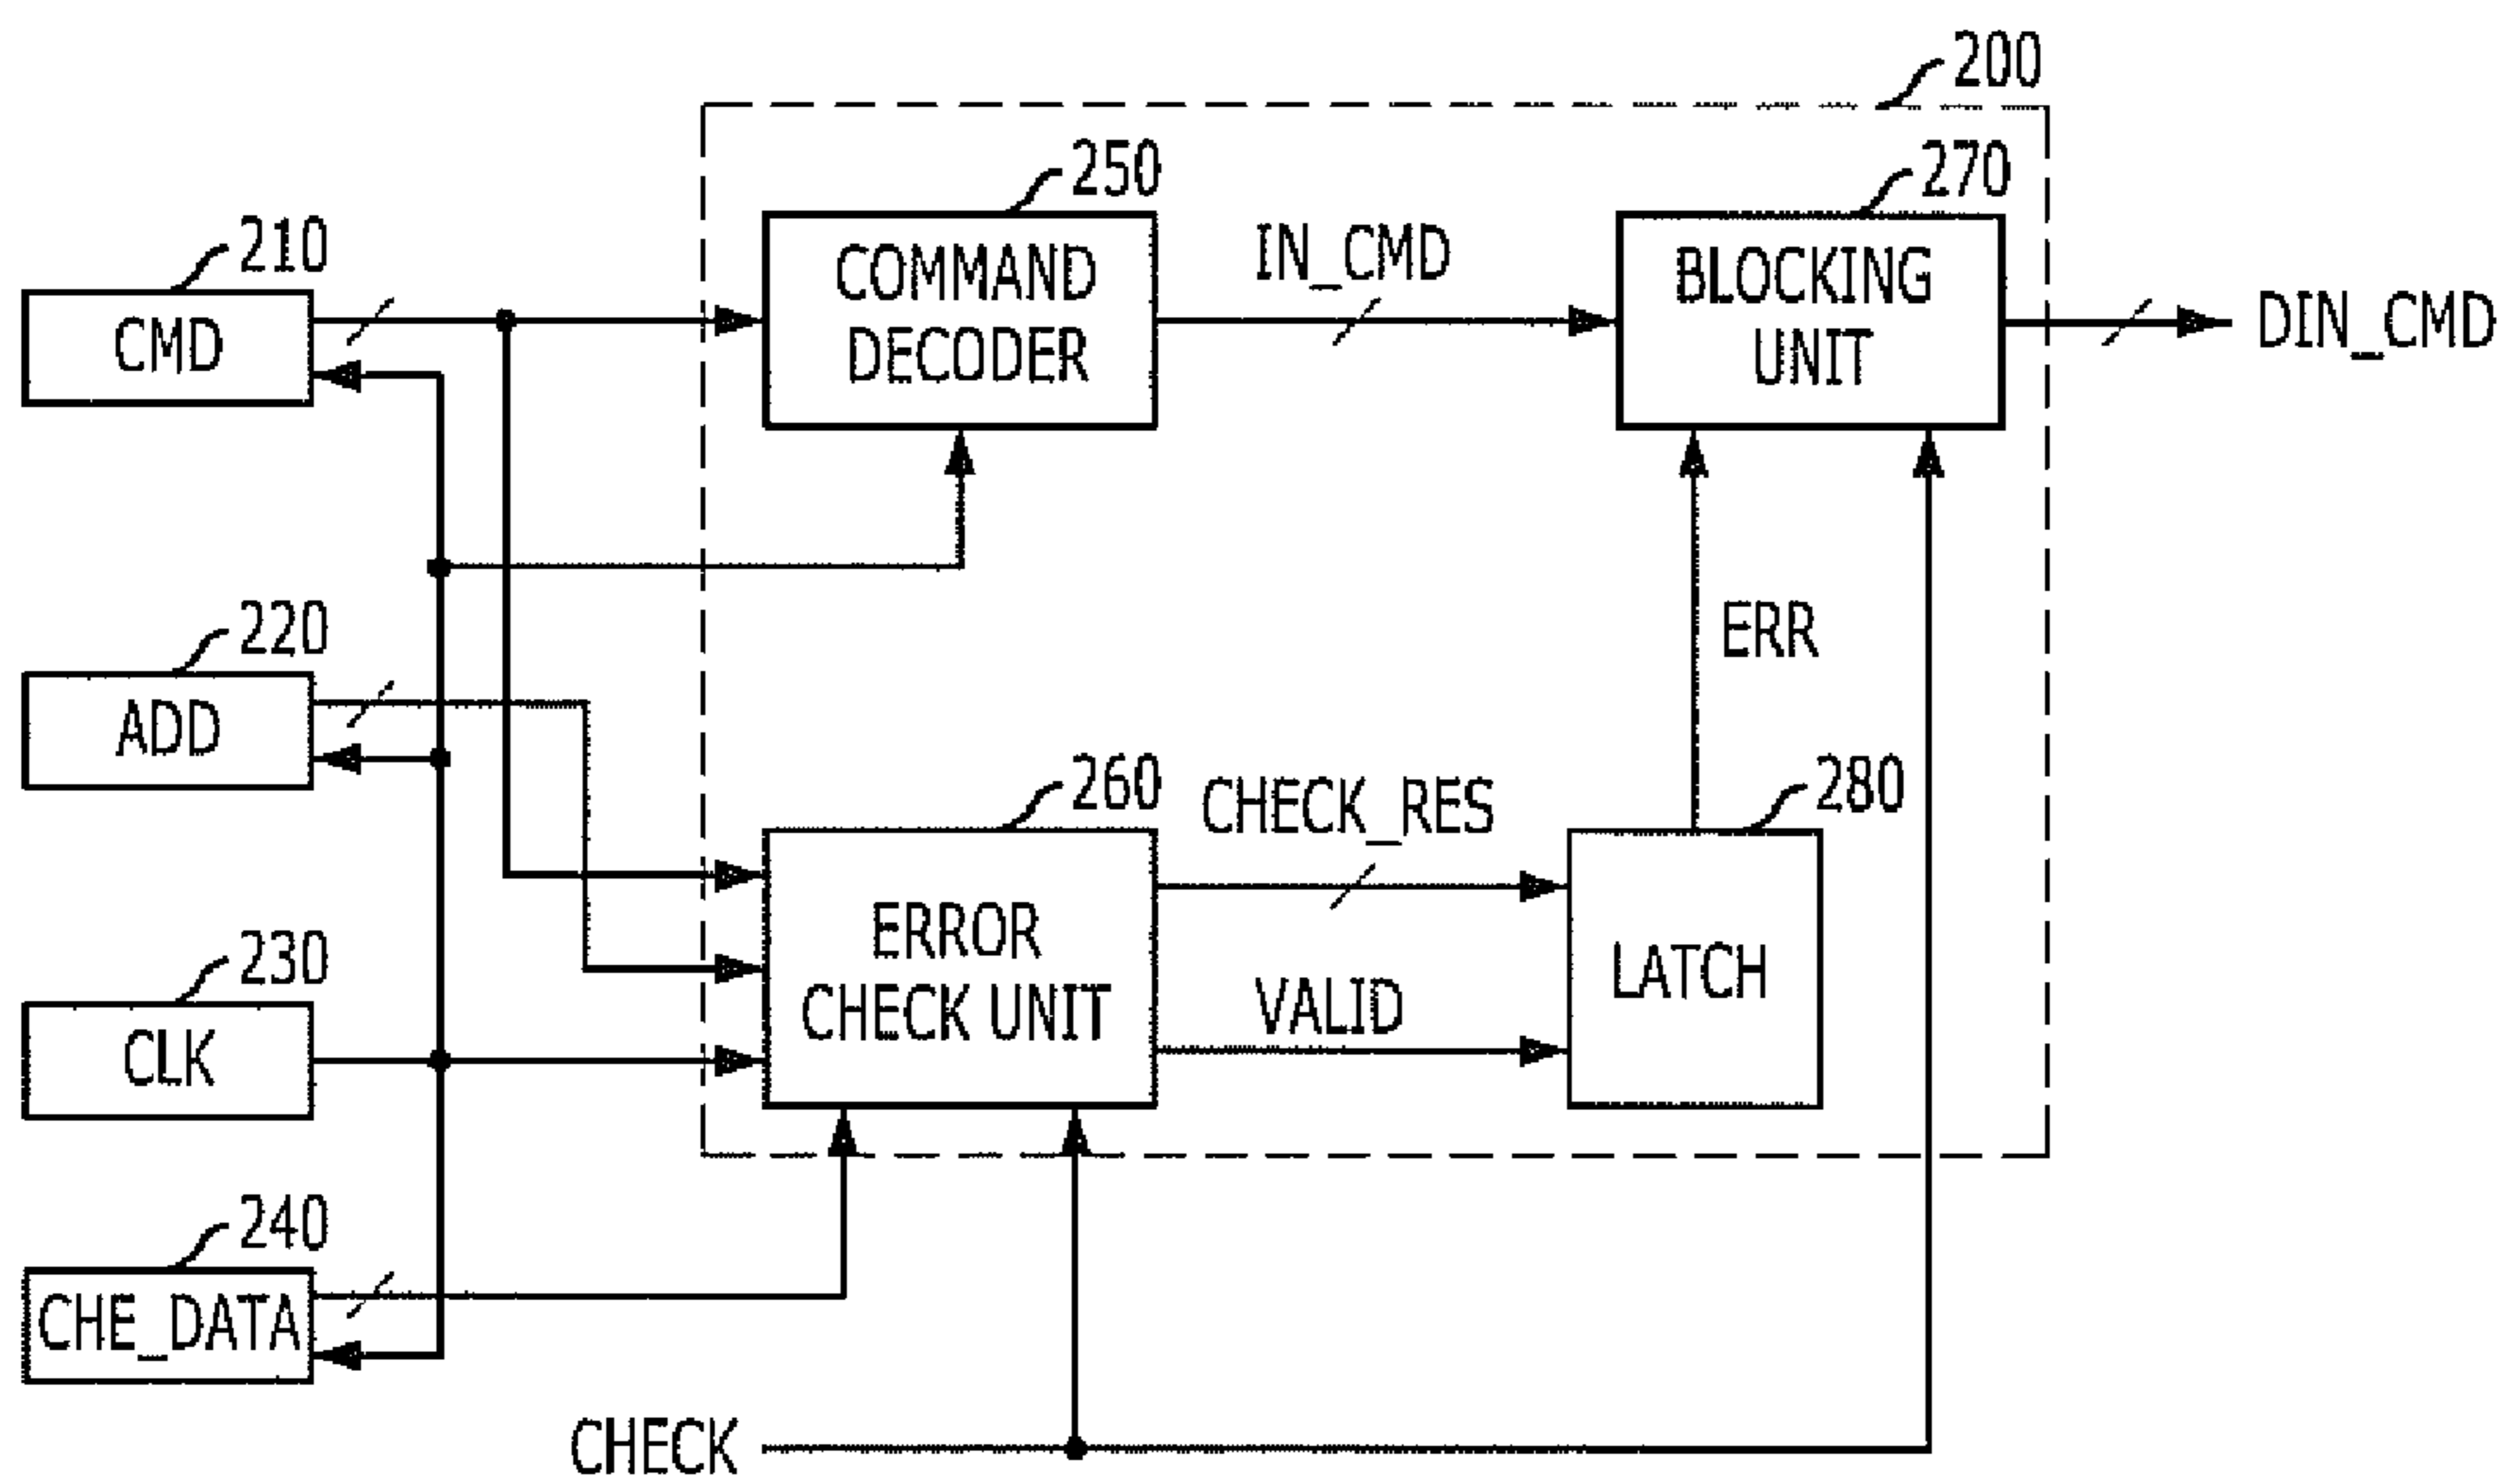 200
250
270
210
COMMAND
DECODER
IN_CMD
BLOCKING
UNIT
CMD
DIN_CMD
220
ADD
ERR
260
CHECK_RES
280
ERROR
CHECK UNIT
230
CLK
VALID
LATCH
240
CHE_DATA
CHECK